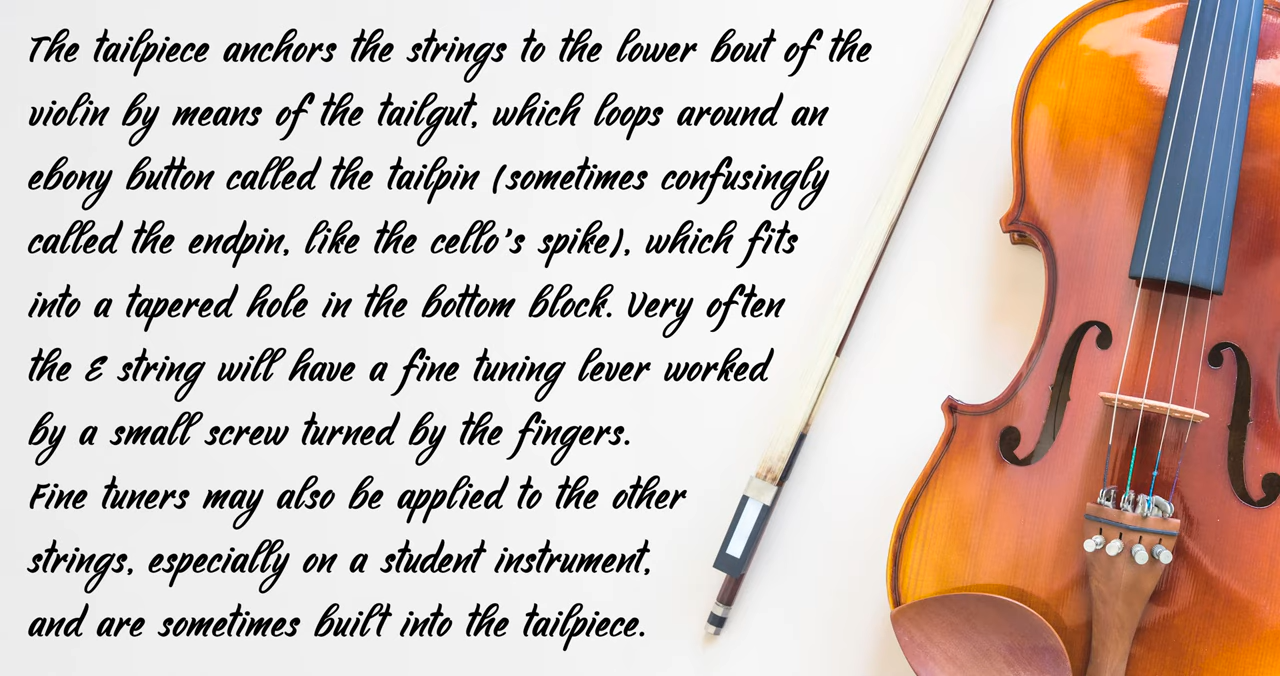 The tailpiece anchors the strings to the lower bout of the
violin by means of the tailgut, which loops around an
ebony button called the tailpin (sometimes confusingly
called the endpin, like the cello's spike), which fits
into a tapered hole in the bottom block. Very often
the E string will have a fine tuning lever worked
by a small screw turned by the fingers.
Fine tuners may also be applied to the other
strings, especially on a student instrument,
and are sometimes built into the tailpiece.